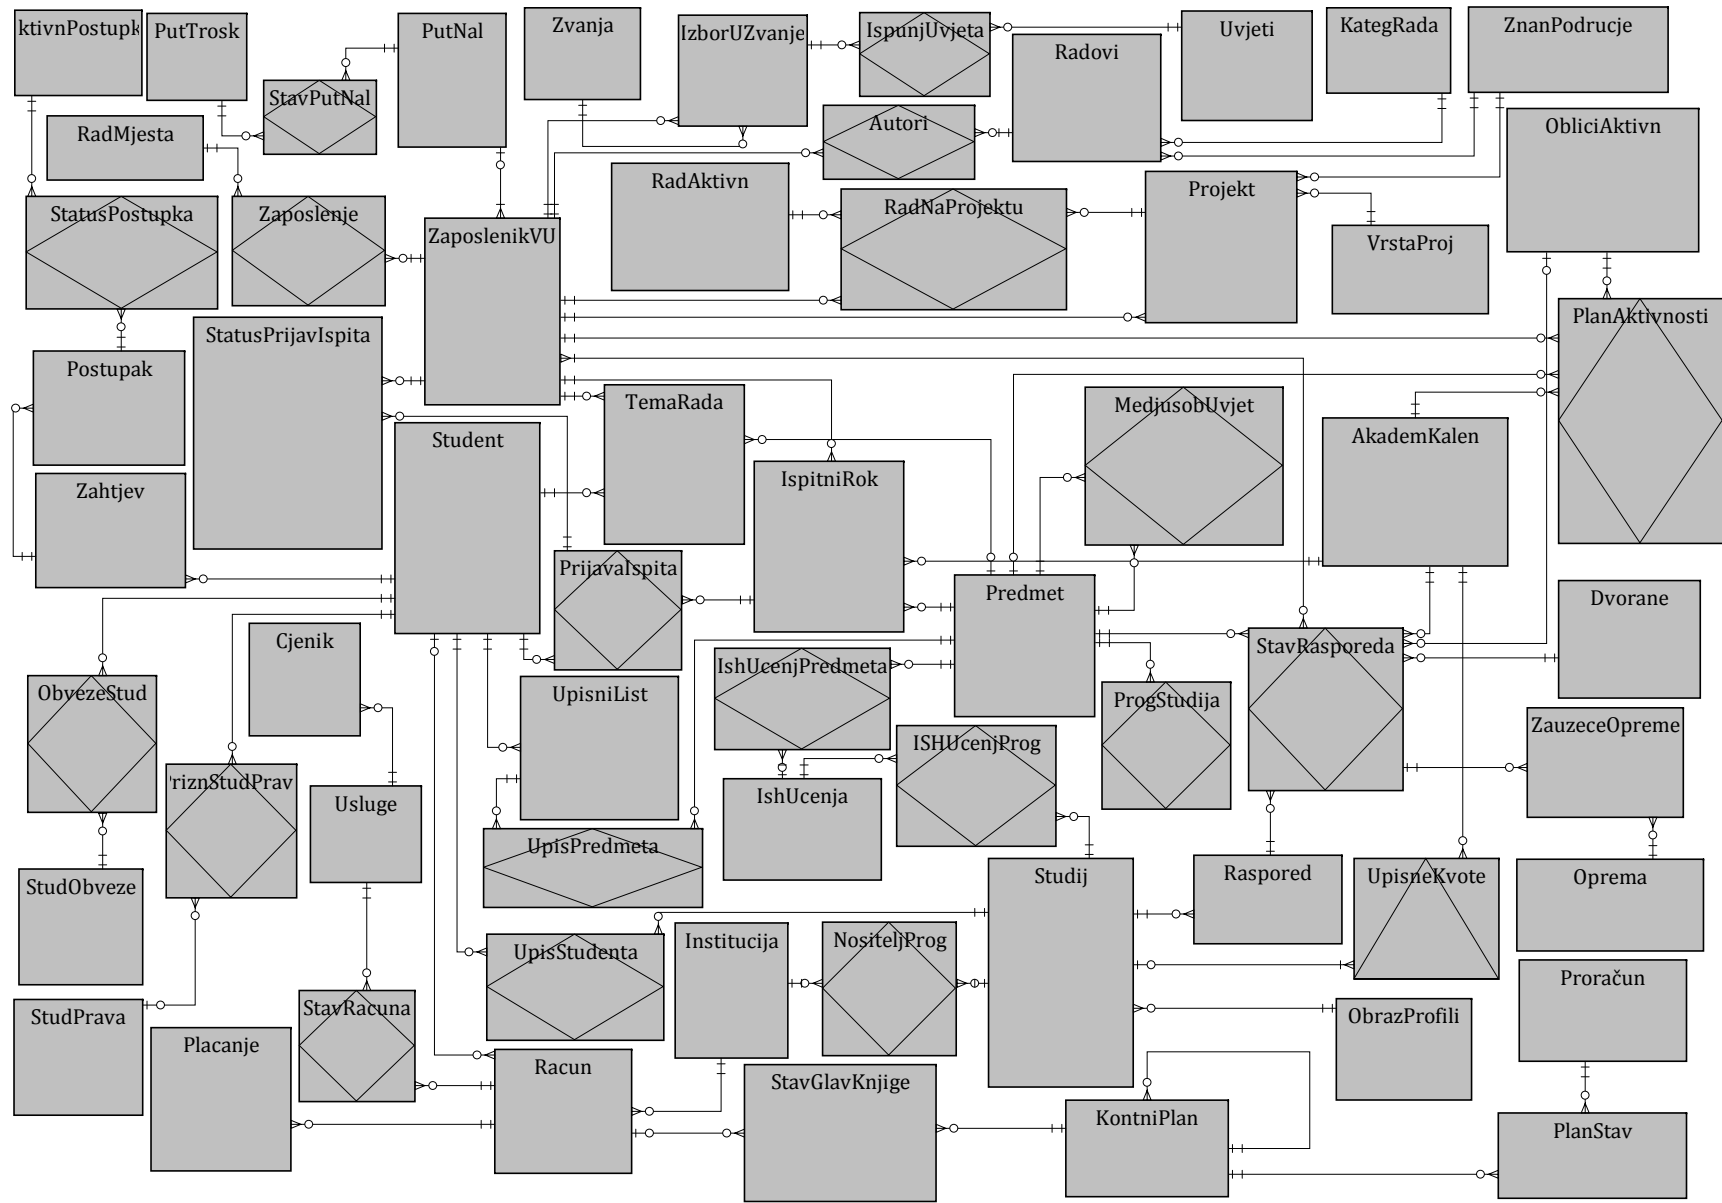 ktivnPostupk
PutTrosk
PutNal
Zvanja
IzborUZvanje
IspunjUvjeta
Uvjeti
KategRada
ZnanPodrucje
Radovi
StavPutNal
RadMjesta
Autori
ObliciAktivn
RadAktivn
Projekt
StatusPostupka
Zaposlenje
ZaposlenikVU
RadNaProjektu
VrstaProj
PlanAktivnosti
StatusPrijavIspita
Postupak
TemaRada
MedjusobUvjet
Student
AkademKalen
IspitniRok
Zahtjev
PrijavaIspita
Predmet
Dvorane
Cjenik
StavRasporeda
IshUcenjPredmeta
ObvezeStud
UpisniList
ProgStudija
ZauzeceOpreme
ISHUcenjProg
riznStudPrav
Usluge
IshUcenja
UpisPredmeta
StudObveze
Studij
Raspored
UpisneKvote
Oprema
Institucija
NositeljProg
UpisStudenta
Proračun
StudPrava
StavRacuna
ObrazProfili
Placanje
Racun
StavGlavKnjige
KontniPlan
PlanStav